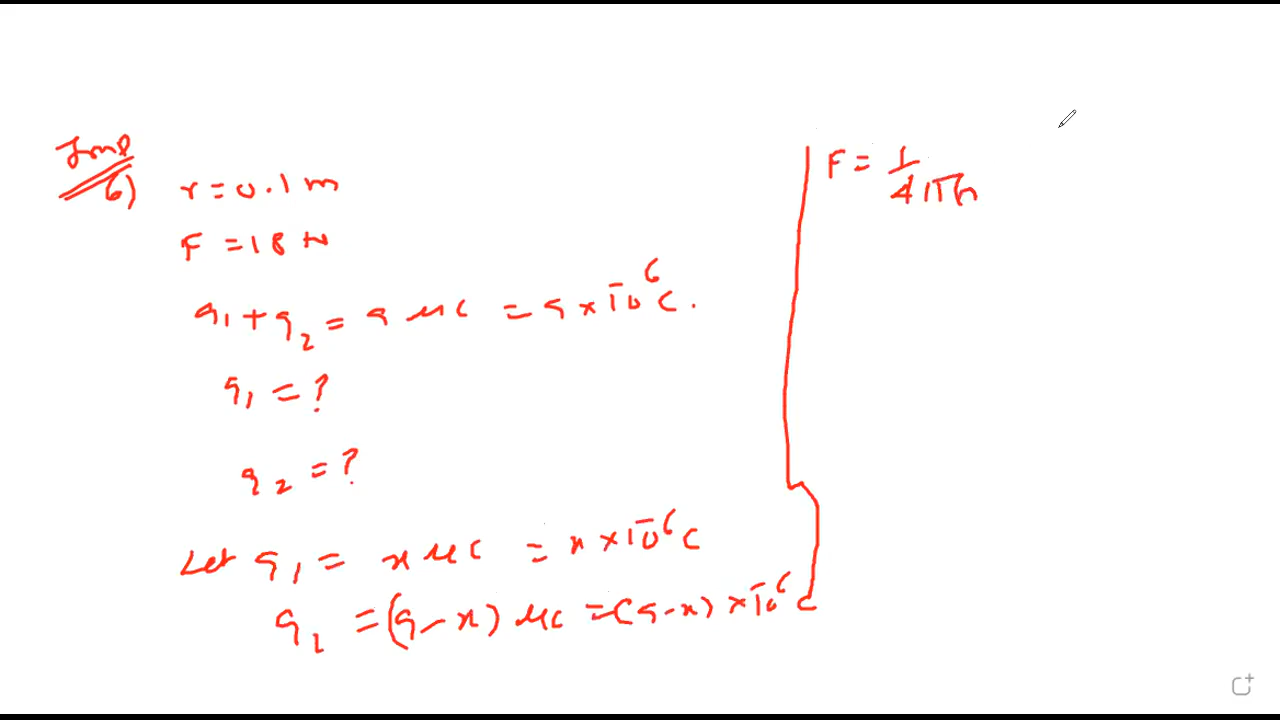 Imp
6) r = 0.1 m
F = 18 N
q₁ + q₂ = 9 μC = 9 × 10⁻⁶ C.
q₁ = ?
q₂ = ?
Let q₁ = x μC = x × 10⁻⁶ C
q₂ = (9 - x) μC = (9 - x) × 10⁻⁶ C
F = 1/4π